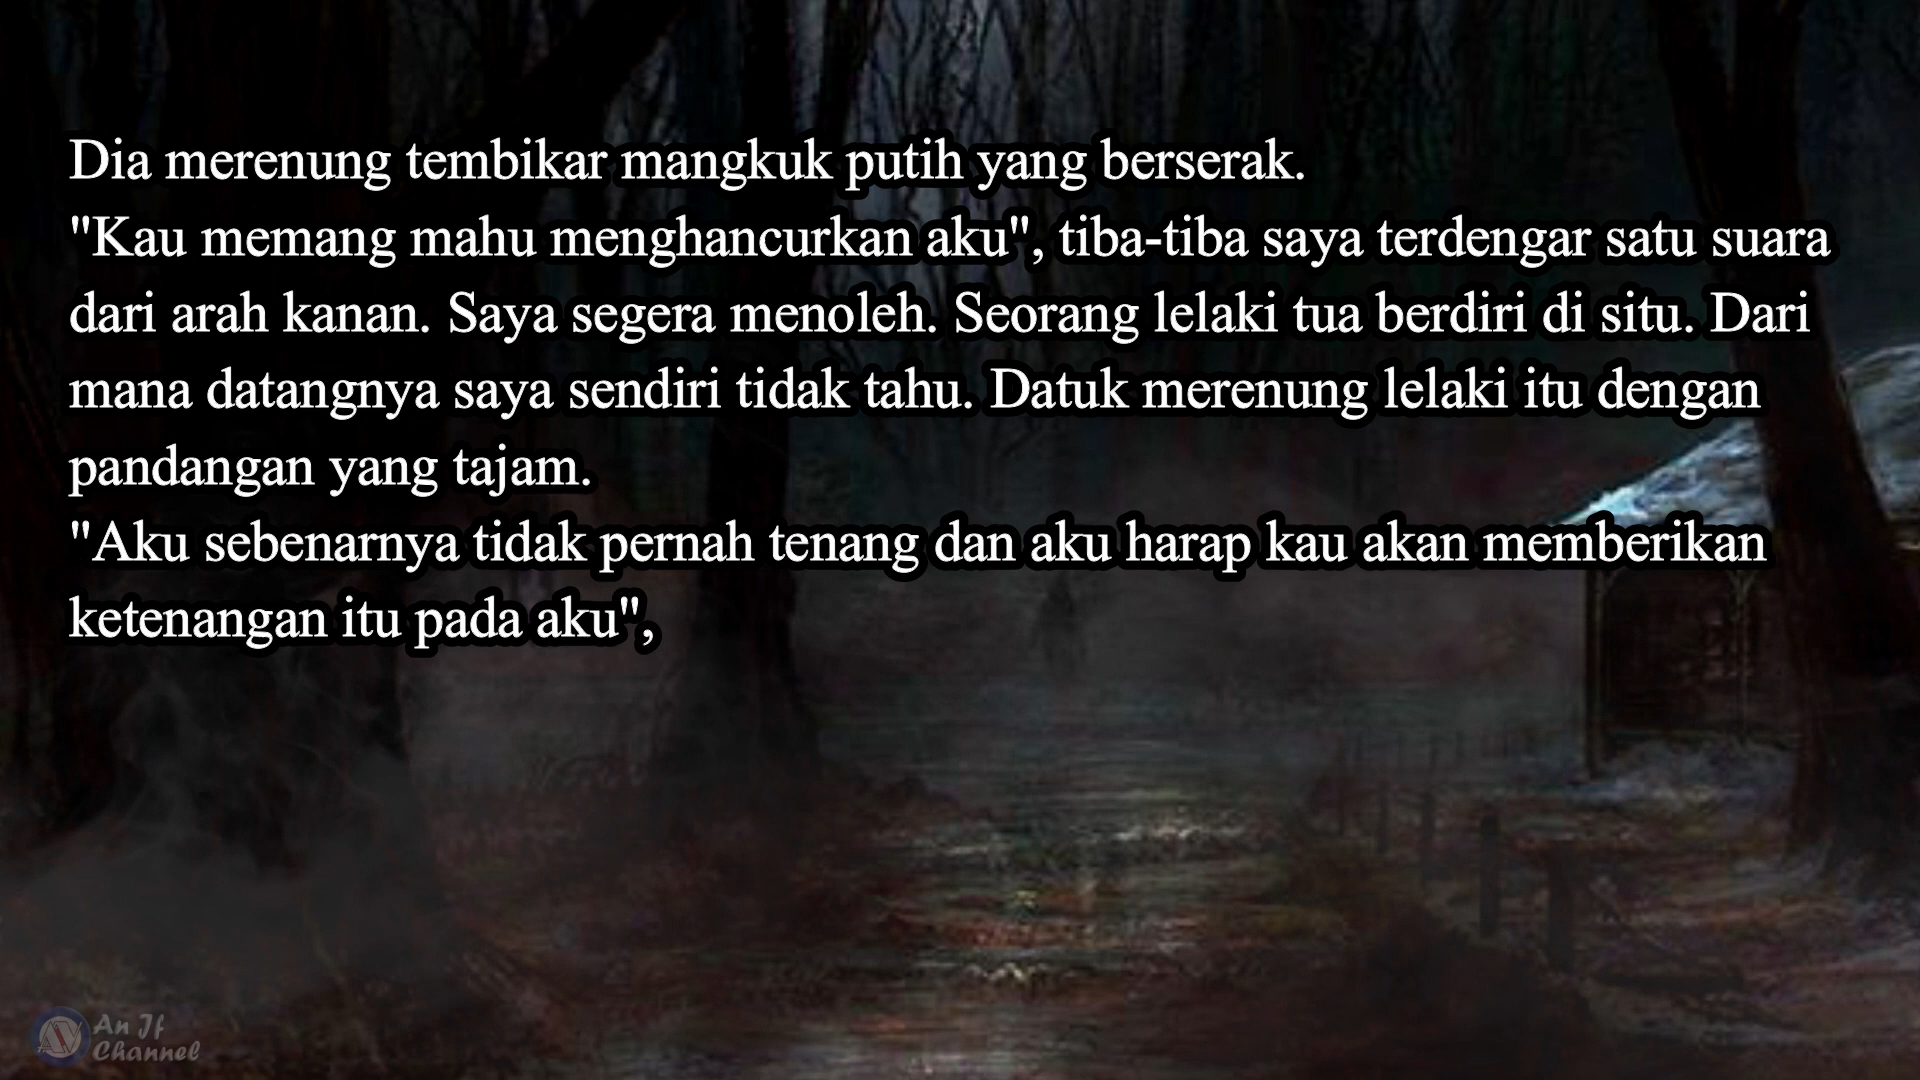 Dia merenung tembikar mangkuk putih yang berserak.
"Kau memang mahu menghancurkan aku", tiba-tiba saya terdengar satu suara
dari arah kanan. Saya segera menoleh. Seorang lelaki tua berdiri di situ. Dari
mana datangnya saya sendiri tidak tahu. Datuk merenung lelaki itu dengan
pandangan yang tajam.
"Aku sebenarnya tidak pernah tenang dan aku harap kau akan memberikan
ketenangan itu pada aku",
An If
Channel